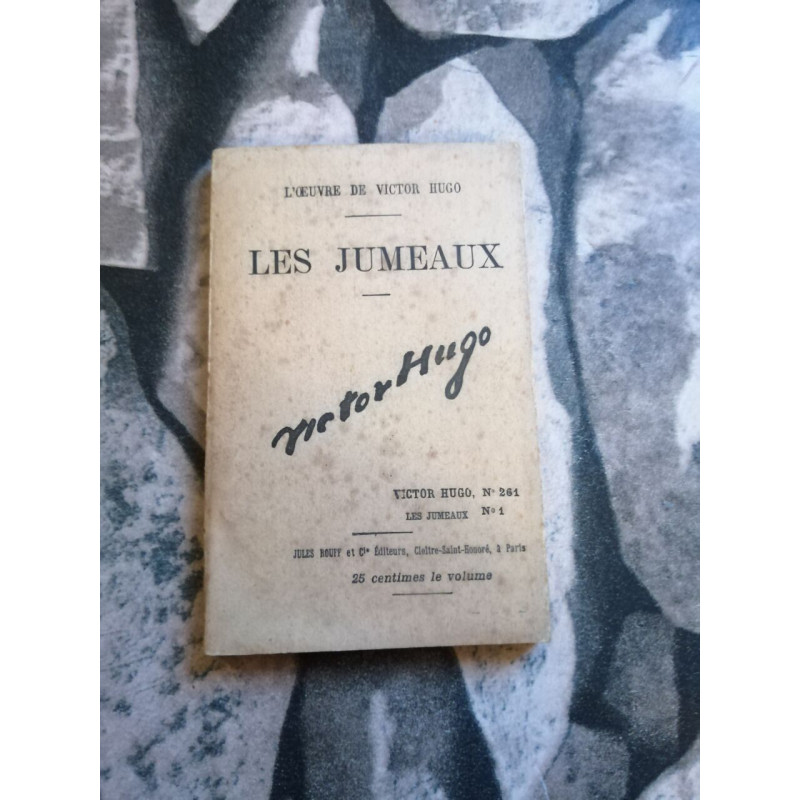 L'ŒUVRE DE VICTOR HUGO
LES JUMEAUX
Victor Hugo
VICTOR HUGO, N° 261
LES JUMEAUX N° 1
JULES ROUFF et Cie Éditeurs, Cloître-Saint-Honoré, à Paris
25 centimes le volume